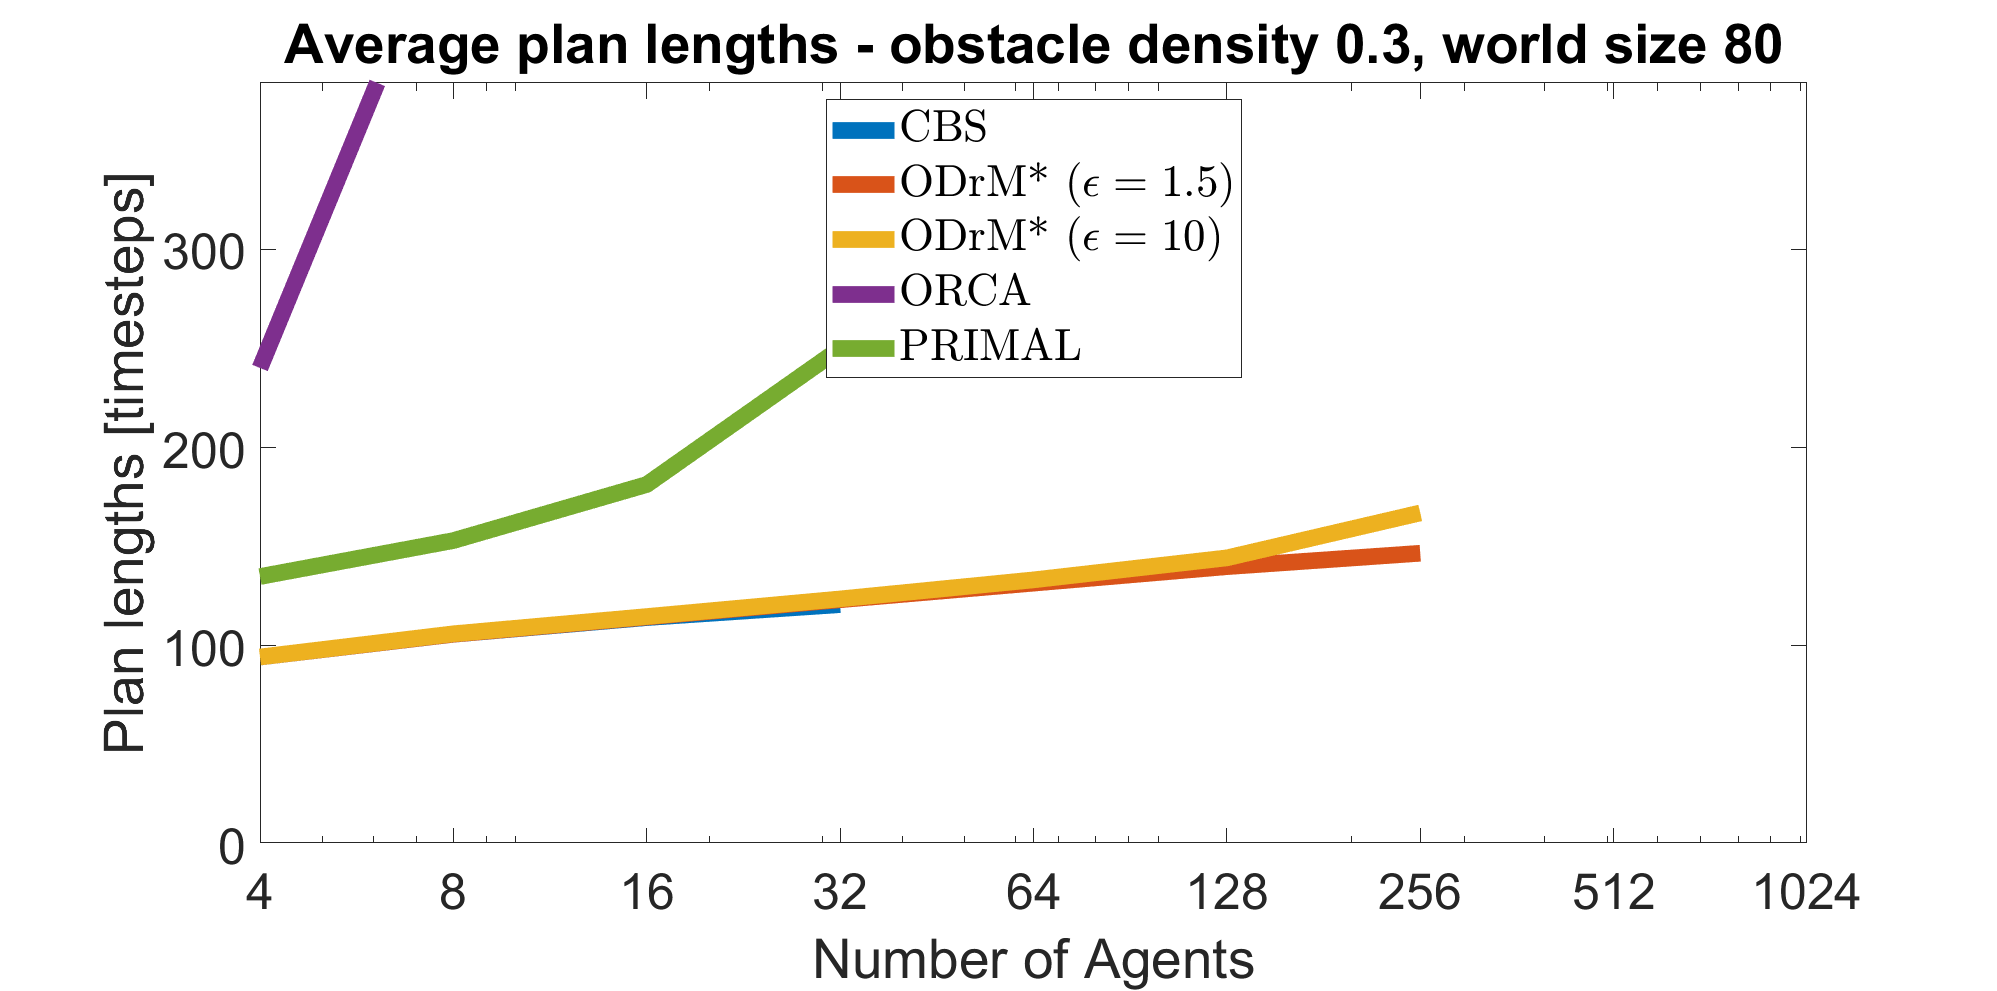 Average plan lengths - obstacle density 0.3, world size 80
Plan lengths [timesteps]
300
200
100
0
CBS
ODrM* (ϵ = 1.5)
ODrM* (ϵ = 10)
ORCA
PRIMAL
4 8 16 32 64 128 256 512 1024
Number of Agents